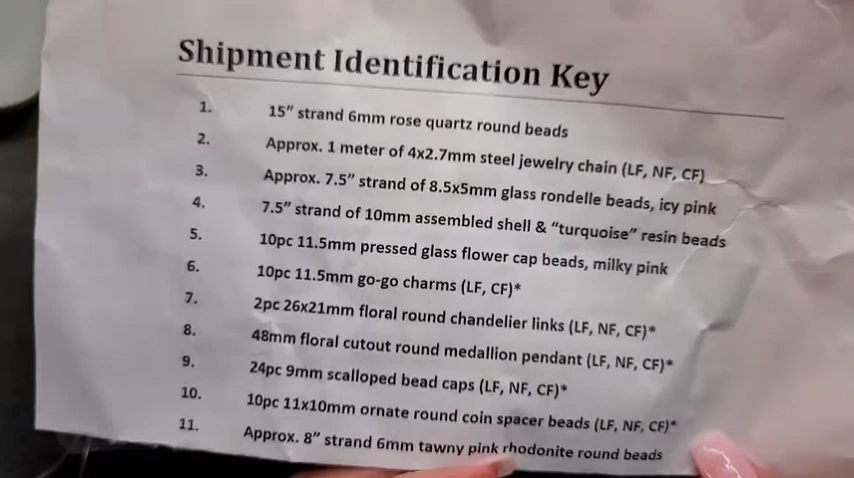 Shipment Identification Key
1. 15" strand 6mm rose quartz round beads
2. Approx. 1 meter of 4x2.7mm steel jewelry chain (LF, NF, CF)
3. Approx. 7.5" strand of 8.5x5mm glass rondelle beads, icy pink
4. 7.5" strand of 10mm assembled shell & "turquoise" resin beads
5. 10pc 11.5mm pressed glass flower cap beads, milky pink
6. 10pc 11.5mm go-go charms (LF, CF)*
7. 2pc 26x21mm floral round chandelier links (LF, NF, CF)*
8. 48mm floral cutout round medallion pendant (LF, NF, CF)*
9. 24pc 9mm scalloped bead caps (LF, NF, CF)*
10. 10pc 11x10mm ornate round coin spacer beads (LF, NF, CF)*
11. Approx. 8" strand 6mm tawny pink rhodonite round beads